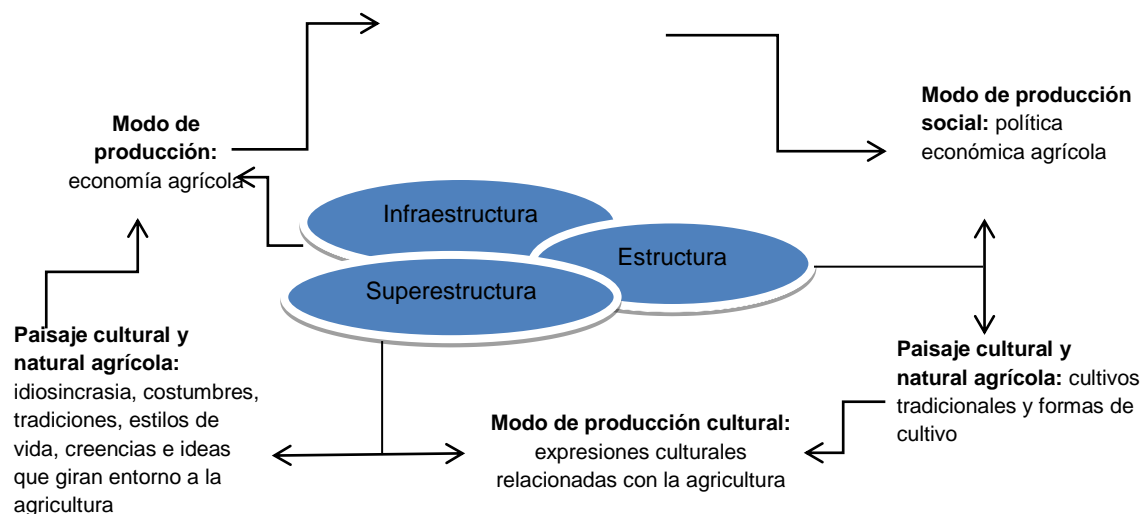 Modo de
producción:
economía agrícola
Modo de producción
social: política
económica agrícola
Infraestructura
Estructura
Superestructura
Paisaje cultural y
natural agrícola:
idiosincrasia, costumbres,
tradiciones, estilos de
vida, creencias e ideas
que giran entorno a la
agricultura
Modo de producción cultural:
expresiones culturales
relacionadas con la agricultura
Paisaje cultural y
natural agrícola: cultivos
tradicionales y formas de
cultivo